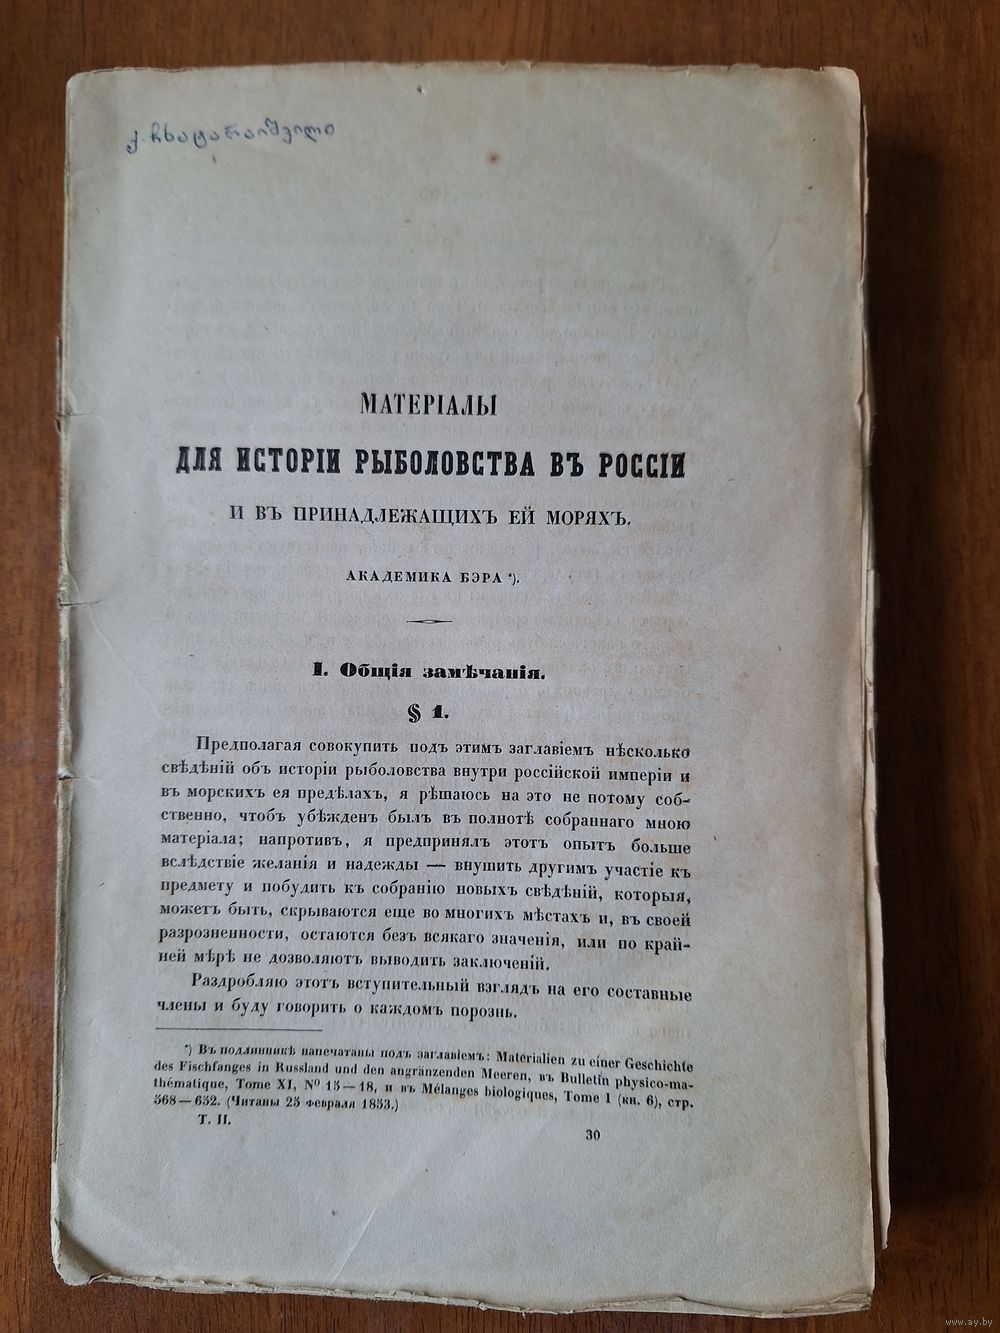 МАТЕРІАЛЫ
ДЛЯ ИСТОРІИ РЫБОЛОВСТВА ВЪ РОССІИ
И ВЪ ПРИНАДЛЕЖАЩИХЪ ЕЙ МОРЯХЪ.
АКАДЕМИКА БЭРА *).
I. Общія замѣчанія.
§ 1.
Предполагая совокупить подъ этимъ заглавіемъ нѣсколько
свѣдѣній объ исторіи рыболовства внутри россійской имперіи и
въ морскихъ ея предѣлахъ, я рѣшаюсь на это не потому соб-
ственно, чтобъ убѣжденъ былъ въ полнотѣ собраннаго мною
матеріала; напротивъ, я предпринялъ этотъ опытъ больше
вслѣдствіе желанія и надежды — внушить другимъ участіе къ
предмету и побудить къ собранію новыхъ свѣдѣній, которыя,
можетъ быть, скрываются еще во многихъ мѣстахъ и, въ своей
разрозненности, остаются безъ всякаго значенія, или по край-
ней мѣрѣ не дозволяютъ выводить заключеній.
Раздробляю этотъ вступительный взглядъ на его составные
члены и буду говорить о каждомъ порознь.
*) Въ подлинникѣ напечатаны подъ заглавіемъ: Materialien zu einer Geschichte
des Fischfanges in Russland und den angränzenden Meeren, въ Bulletin physico-ma-
thématique, Tome XI, № 15—18, и въ Mélanges biologiques, Tome I (кн. 6), стр.
568—632. (Читаны 25 февраля 1853.)
Т. II.
30
www.ay.by